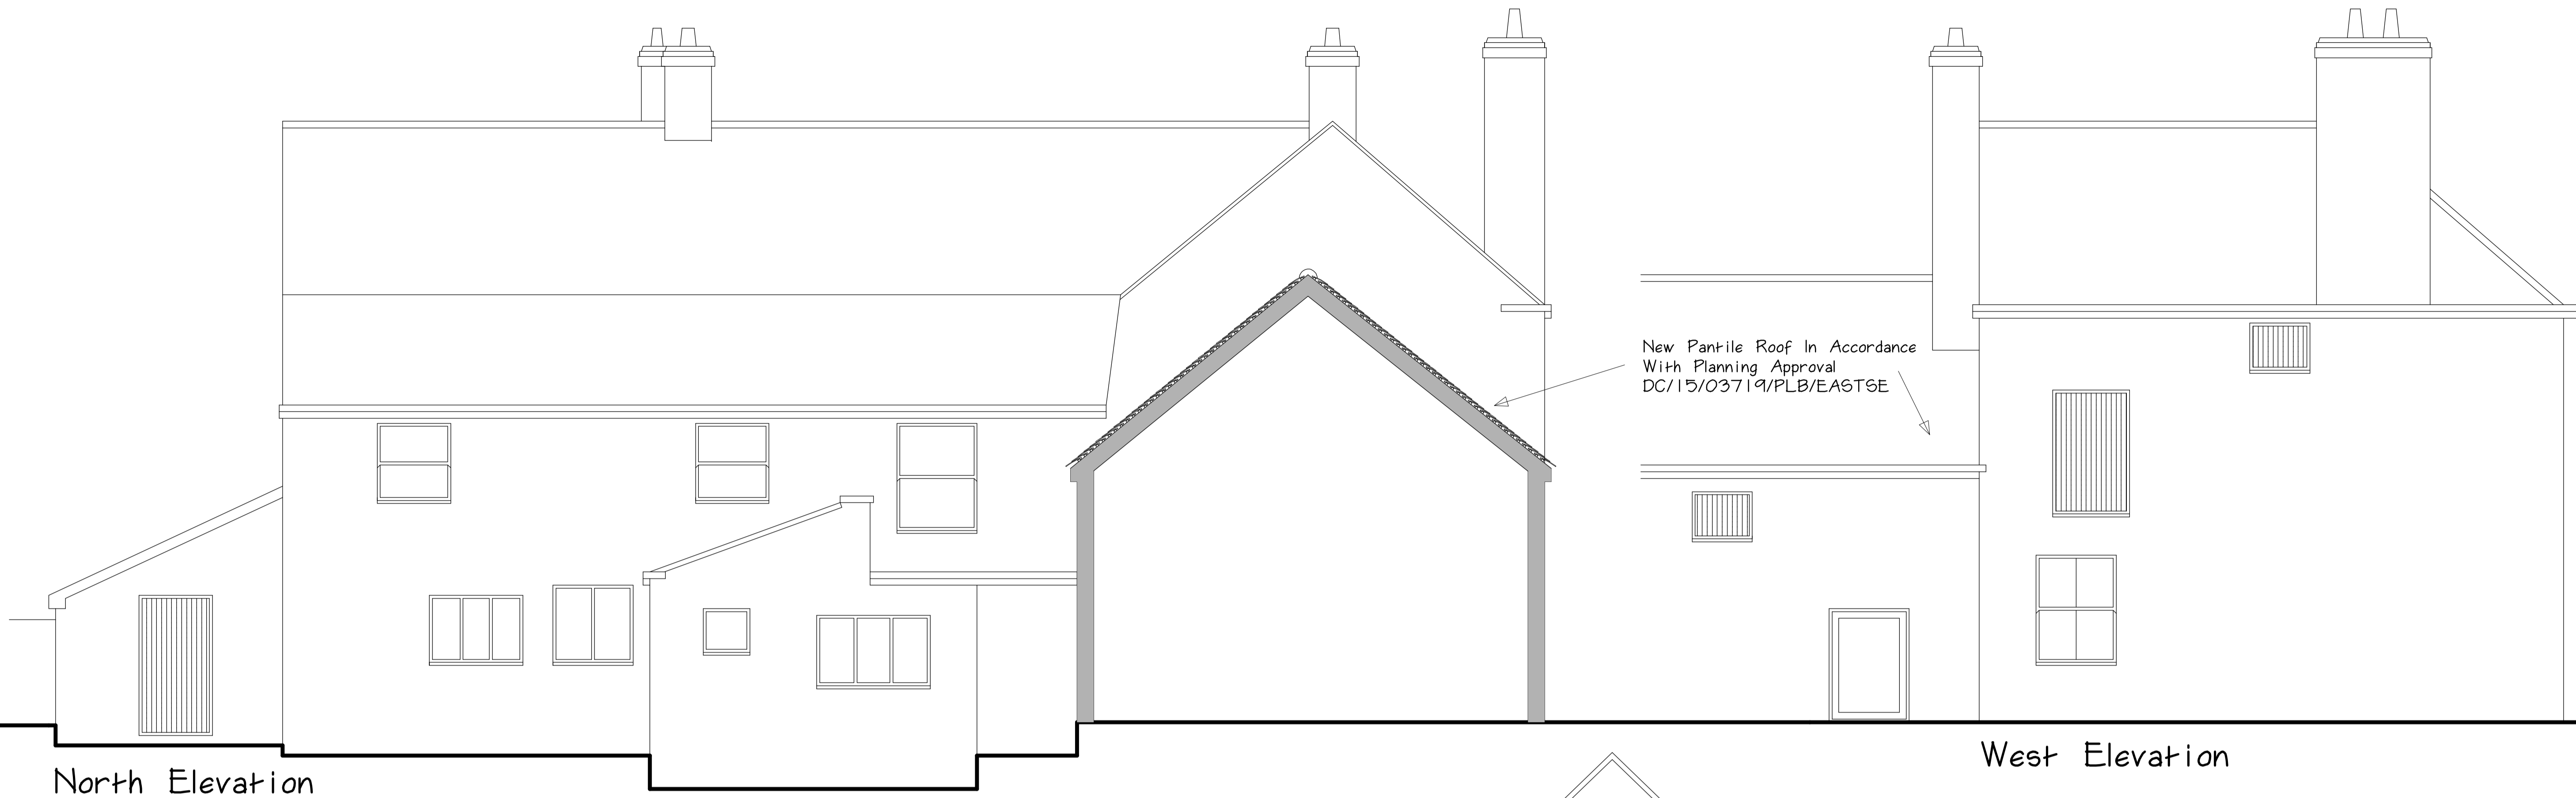 New Pantile Roof In Accordance
With Planning Approval
DC/15/03719/PLB/EASTSE
North Elevation
West Elevation